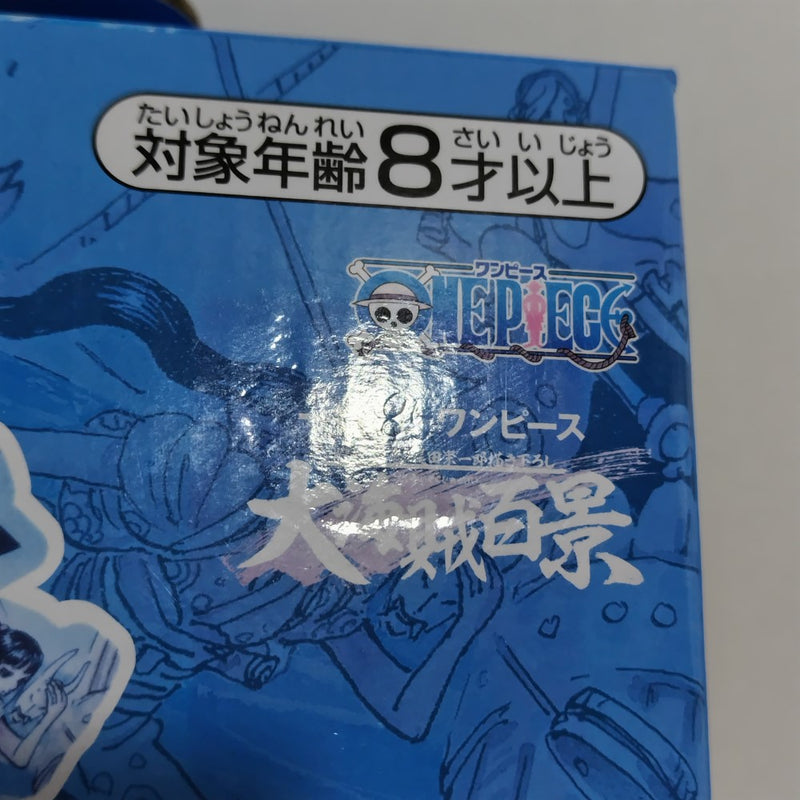 たいしょうねんれい さい い じょう
対象年齢8才以上
ワンピース
ONE PIECE
ワンピース
大海賊百景